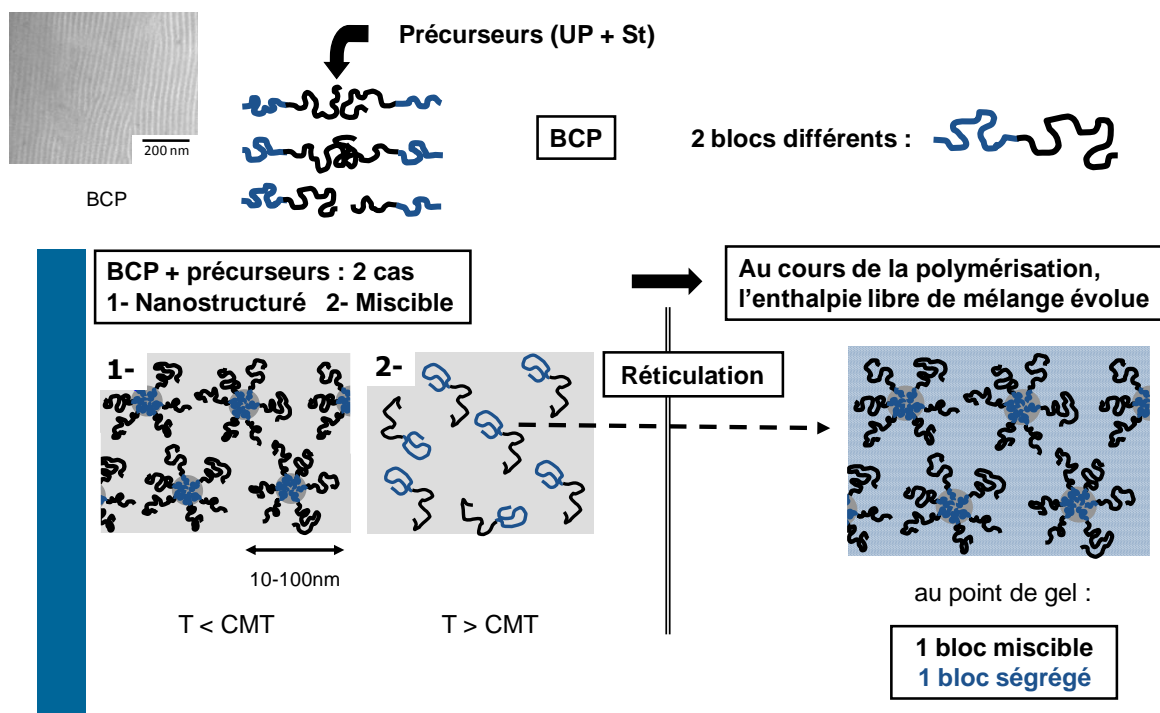 Précurseurs (UP + St)
200 nm
BCP
BCP
2 blocs différents :
BCP + précurseurs : 2 cas
1- Nanostructuré 2- Miscible
Au cours de la polymérisation,
l'enthalpie libre de mélange évolue
1-
2-
Réticulation
10-100nm
T < CMT
T > CMT
au point de gel :
1 bloc miscible
1 bloc ségrégé